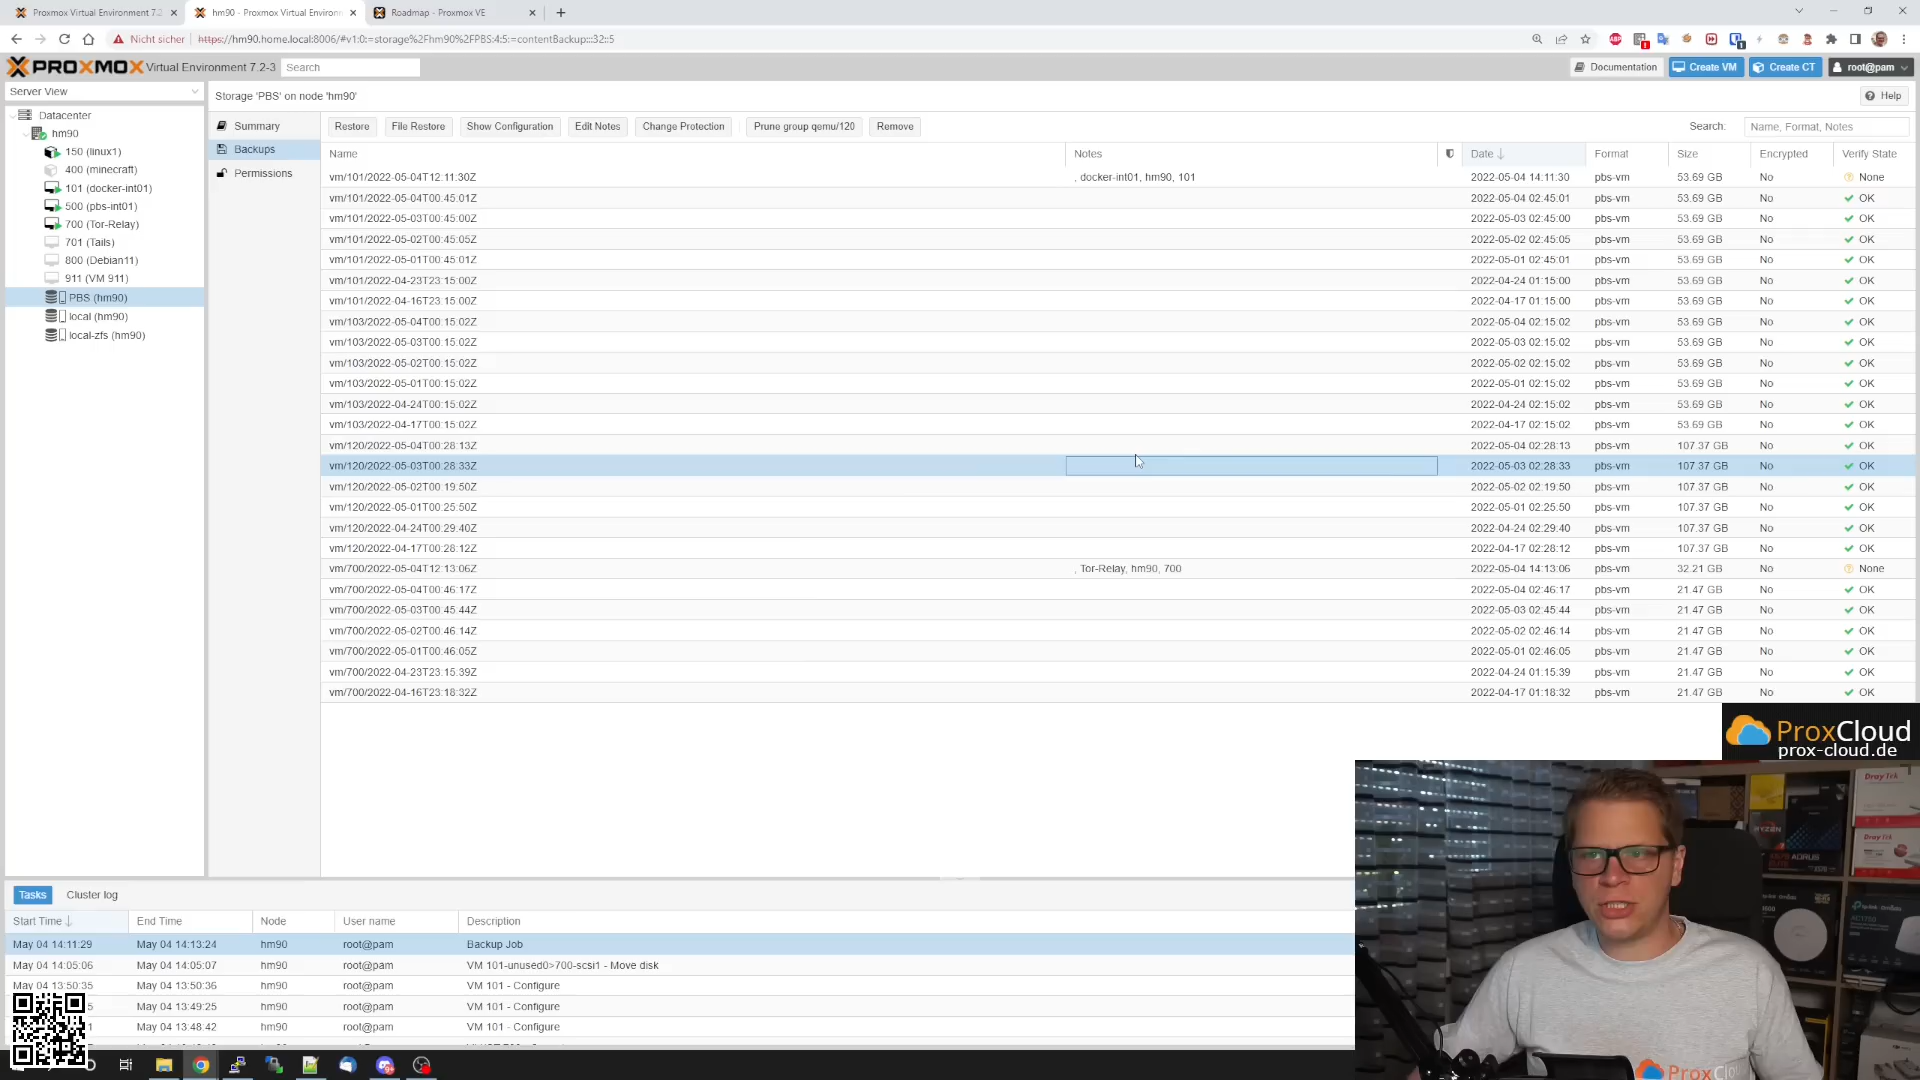 Proxmox Virtual Environment 7.2
hm90 - Proxmox Virtual Environm
Roadmap - Proxmox VE
Nicht sicher
https://hm90.home.local:8006/#v1:0:=storage%2Fhm90%2FPBS:4:5:=contentBackup:::32::5
PROXMOX Virtual Environment 7.2-3
Search
Documentation
Create VM
Create CT
root@pam
Server View
Storage 'PBS' on node 'hm90'
Help
Datacenter
hm90
150 (linux1)
400 (minecraft)
101 (docker-int01)
500 (pbs-int01)
700 (Tor-Relay)
701 (Tails)
800 (Debian11)
911 (VM 911)
PBS (hm90)
local (hm90)
local-zfs (hm90)
Summary
Backups
Permissions
Restore File Restore Show Configuration Edit Notes Change Protection Prune group qemu/120 Remove Search: Name, Format, Notes
Name Notes Date Format Size Encrypted Verify State
vm/101/2022-05-04T12:11:30Z , docker-int01, hm90, 101 2022-05-04 14:11:30 pbs-vm 53.69 GB No None
vm/101/2022-05-04T00:45:01Z 2022-05-04 02:45:01 pbs-vm 53.69 GB No OK
vm/101/2022-05-03T00:45:00Z 2022-05-03 02:45:00 pbs-vm 53.69 GB No OK
vm/101/2022-05-02T00:45:05Z 2022-05-02 02:45:05 pbs-vm 53.69 GB No OK
vm/101/2022-05-01T00:45:01Z 2022-05-01 02:45:01 pbs-vm 53.69 GB No OK
vm/101/2022-04-23T23:15:00Z 2022-04-24 01:15:00 pbs-vm 53.69 GB No OK
vm/101/2022-04-16T23:15:00Z 2022-04-17 01:15:00 pbs-vm 53.69 GB No OK
vm/103/2022-05-04T00:15:02Z 2022-05-04 02:15:02 pbs-vm 53.69 GB No OK
vm/103/2022-05-03T00:15:02Z 2022-05-03 02:15:02 pbs-vm 53.69 GB No OK
vm/103/2022-05-02T00:15:02Z 2022-05-02 02:15:02 pbs-vm 53.69 GB No OK
vm/103/2022-05-01T00:15:02Z 2022-05-01 02:15:02 pbs-vm 53.69 GB No OK
vm/103/2022-04-24T00:15:02Z 2022-04-24 02:15:02 pbs-vm 53.69 GB No OK
vm/103/2022-04-17T00:15:02Z 2022-04-17 02:15:02 pbs-vm 53.69 GB No OK
vm/120/2022-05-04T00:28:13Z 2022-05-04 02:28:13 pbs-vm 107.37 GB No OK
vm/120/2022-05-03T00:28:33Z 2022-05-03 02:28:33 pbs-vm 107.37 GB No OK
vm/120/2022-05-02T00:19:50Z 2022-05-02 02:19:50 pbs-vm 107.37 GB No OK
vm/120/2022-05-01T00:25:50Z 2022-05-01 02:25:50 pbs-vm 107.37 GB No OK
vm/120/2022-04-24T00:29:40Z 2022-04-24 02:29:40 pbs-vm 107.37 GB No OK
vm/120/2022-04-17T00:28:12Z 2022-04-17 02:28:12 pbs-vm 107.37 GB No OK
vm/700/2022-05-04T12:13:06Z , Tor-Relay, hm90, 700 2022-05-04 14:13:06 pbs-vm 32.21 GB No None
vm/700/2022-05-04T00:46:17Z 2022-05-04 02:46:17 pbs-vm 21.47 GB No OK
vm/700/2022-05-03T00:45:44Z 2022-05-03 02:45:44 pbs-vm 21.47 GB No OK
vm/700/2022-05-02T00:46:14Z 2022-05-02 02:46:14 pbs-vm 21.47 GB No OK
vm/700/2022-05-01T00:46:05Z 2022-05-01 02:46:05 pbs-vm 21.47 GB No OK
vm/700/2022-04-23T23:15:39Z 2022-04-24 01:15:39 pbs-vm 21.47 GB No OK
vm/700/2022-04-16T23:18:32Z 2022-04-17 01:18:32 pbs-vm 21.47 GB No OK
ProxCloud
prox-cloud.de
Tasks Cluster log
Start Time End Time Node User name Description
May 04 14:11:29 May 04 14:13:24 hm90 root@pam Backup Job
May 04 14:05:06 May 04 14:05:07 hm90 root@pam VM 101-unused0>700-scsi1 - Move disk
May 04 13:50:35 May 04 13:50:36 hm90 root@pam VM 101 - Configure
5 May 04 13:49:25 hm90 root@pam VM 101 - Configure
1 May 04 13:48:42 hm90 root@pam VM 101 - Configure
DrayTek
RYZEN
AORUS
tp-link